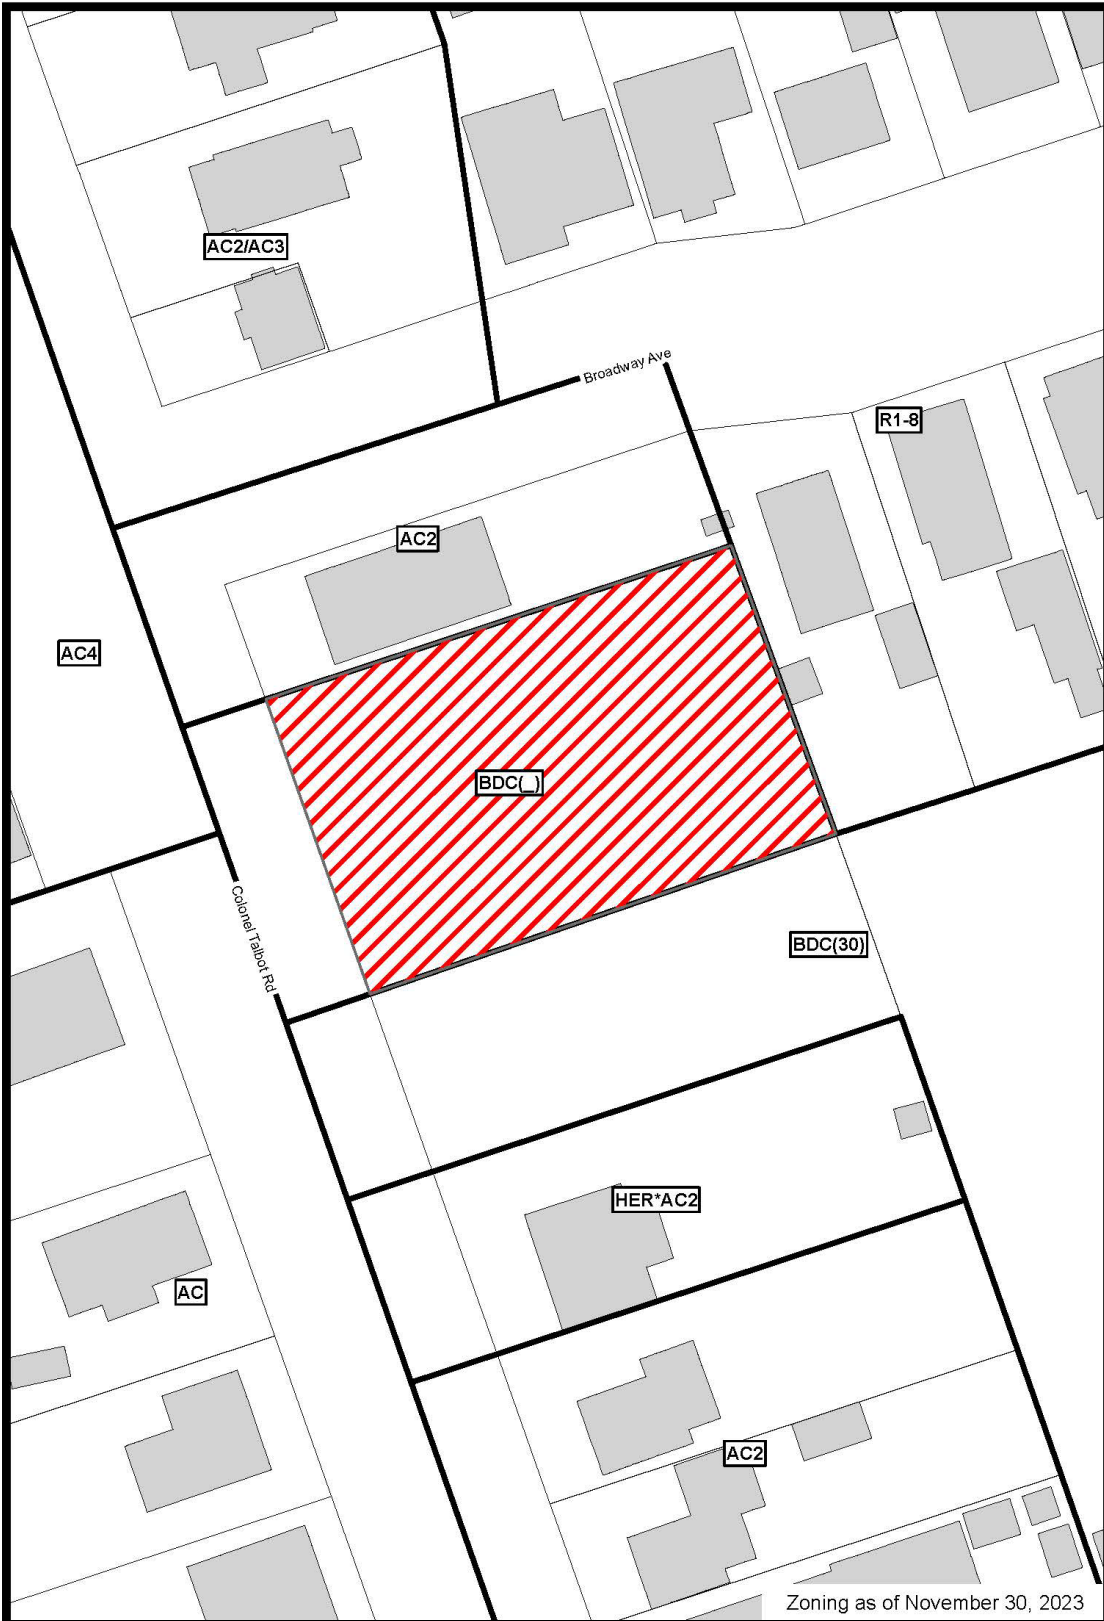 AC2/AC3
Broadway Ave
R1-8
AC2
AC4
BDC(_)
Colonel Talbot Rd
BDC(30)
HER*AC2
AC
AC2
Zoning as of November 30, 2023